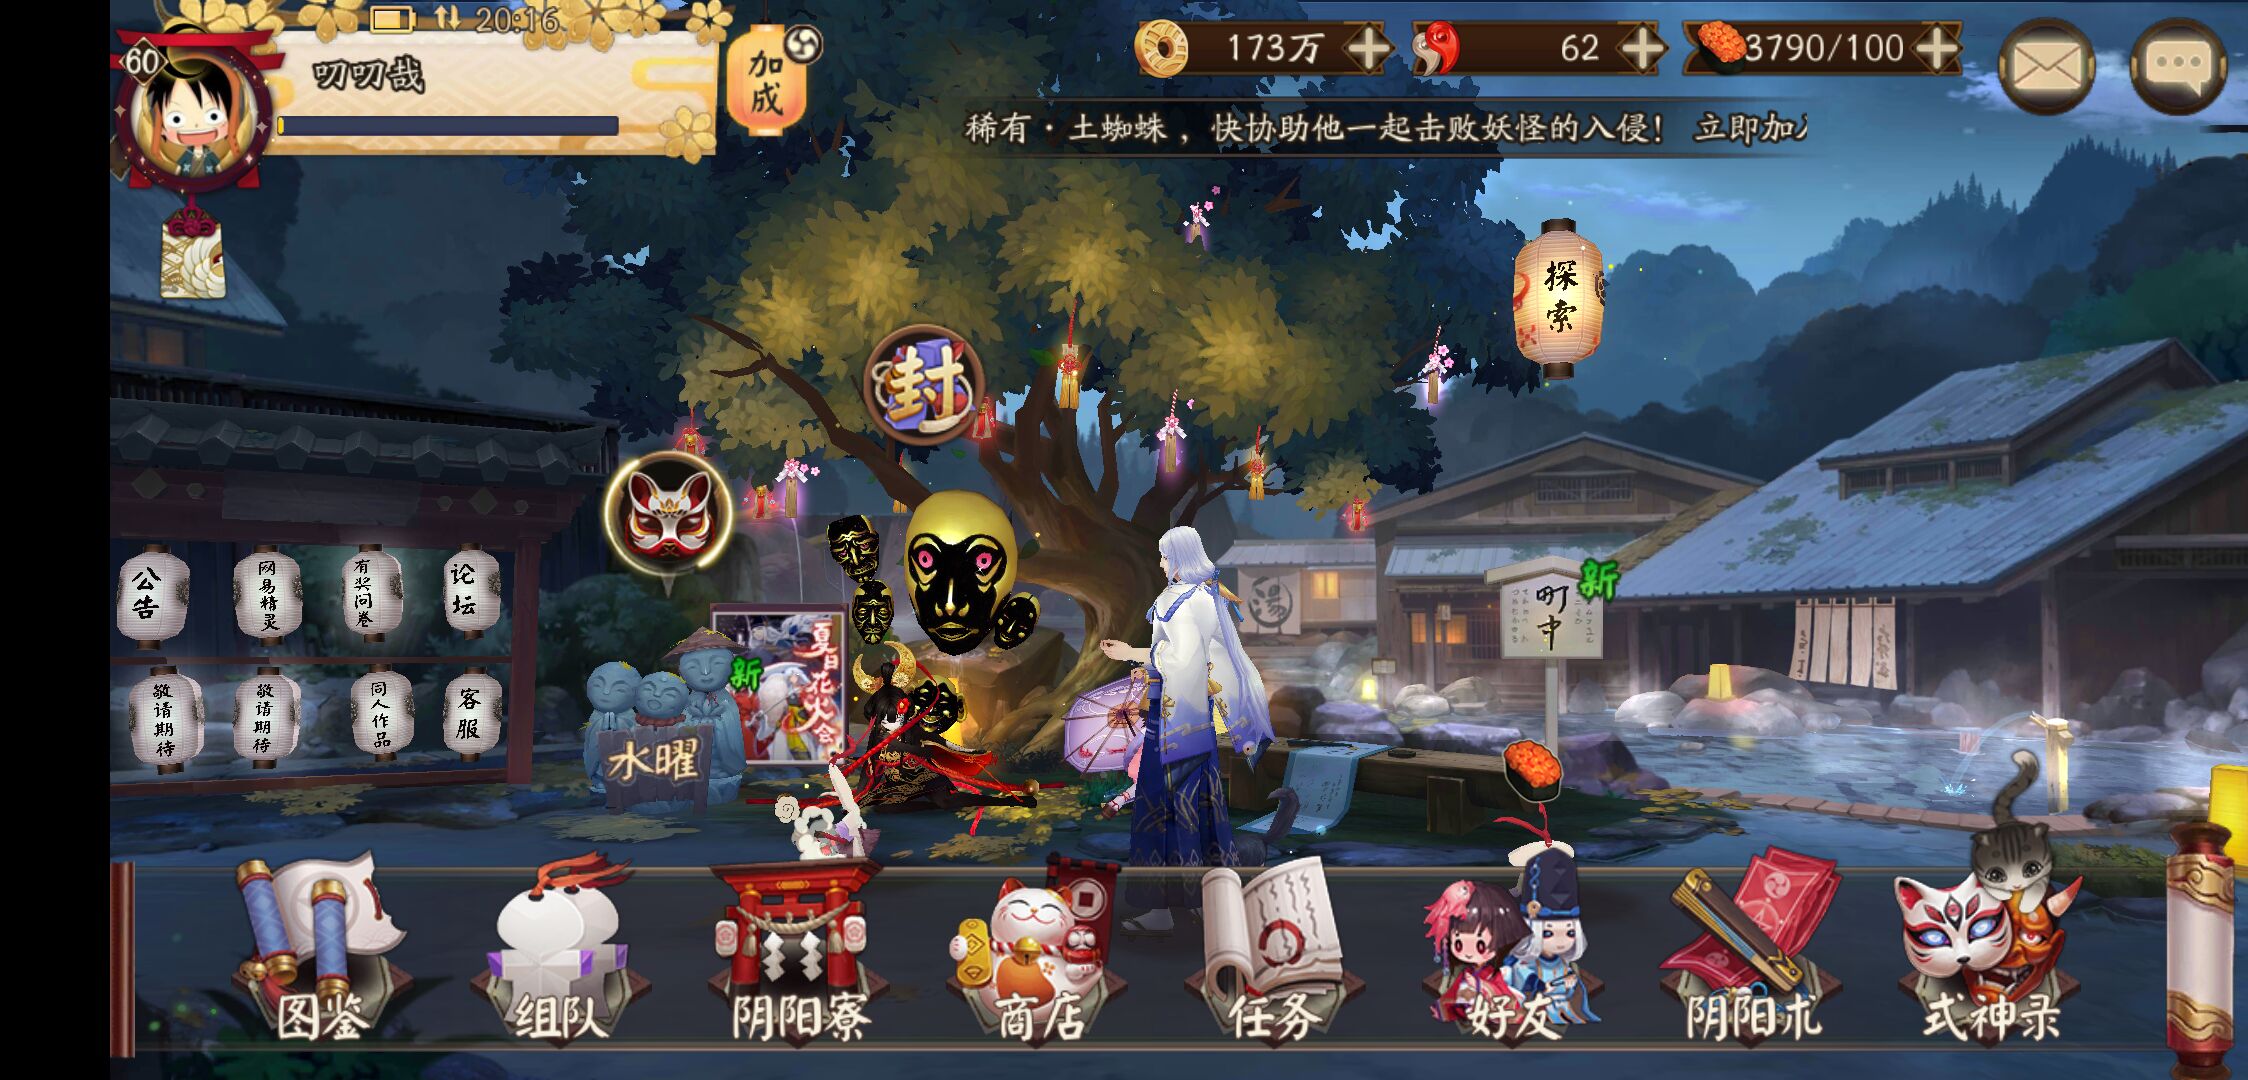 20:16
60
叨叨哉
加成
173万
62
3790/100
稀有·土蜘蛛，快协助他一起击败妖怪的入侵！ 立即加入
探索
封
公告
网易精灵
有奖问卷
论坛
敬请期待
敬请期待
同人作品
客服
水曜
新
夏日花火会
湯
町中
新
图鉴
组队
阴阳寮
商店
任务
好友
阴阳术
式神录